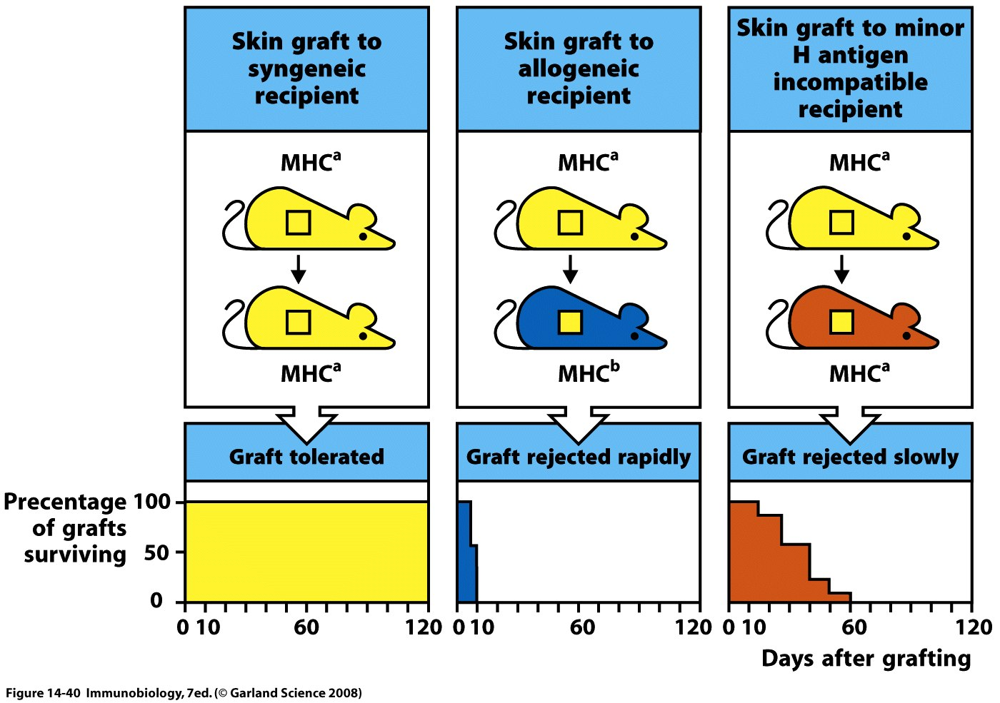 Skin graft to
syngeneic
recipient
Skin graft to
allogeneic
recipient
Skin graft to minor
H antigen
incompatible
recipient
MHCᵃ
MHCᵃ
MHCᵃ
MHCᵃ
MHCᵇ
MHCᵃ
Graft tolerated
Graft rejected rapidly
Graft rejected slowly
Precentage
of grafts
surviving
100
50
0
0 10 60 120
0 10 60 120
0 10 60 120
Days after grafting
Figure 14-40 Immunobiology, 7ed. (© Garland Science 2008)